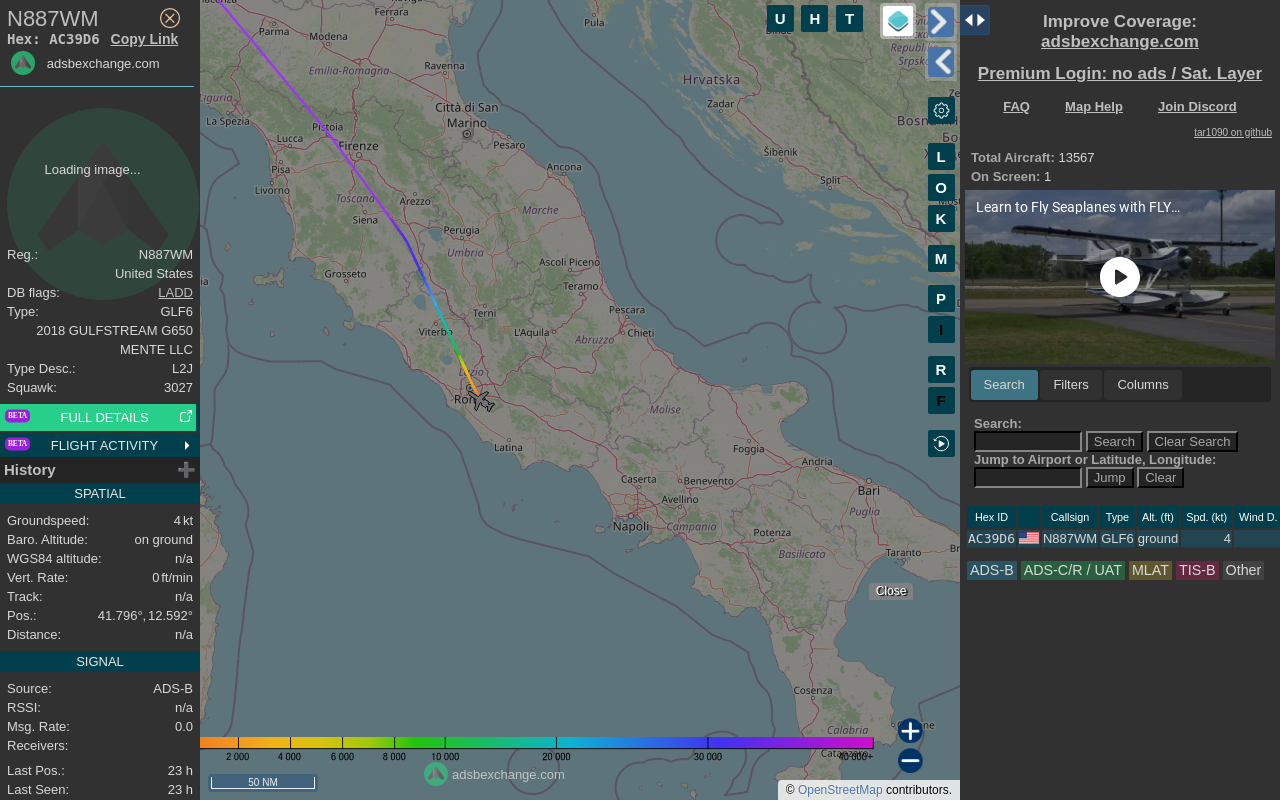 N887WM
Hex: AC39D6 Copy Link
adsbexchange.com
Loading image...
Reg.: N887WM
United States
DB flags: LADD
Type: GLF6
2018 GULFSTREAM G650
MENTE LLC
Type Desc.: L2J
Squawk: 3027
BETA FULL DETAILS
BETA FLIGHT ACTIVITY
History
SPATIAL
Groundspeed: 4 kt
Baro. Altitude: on ground
WGS84 altitude: n/a
Vert. Rate: 0 ft/min
Track: n/a
Pos.: 41.796°, 12.592°
Distance: n/a
SIGNAL
Source: ADS-B
RSSI: n/a
Msg. Rate: 0.0
Receivers:
Last Pos.: 23 h
Last Seen: 23 h
Parma
Ferrara
Modena
Emilia-Romagna
Ravenna
Liguria
La Spezia
Pistoia
Lucca
Firenze
Città di San
Marino
Pesaro
Pisa
Livorno
Toscana
Arezzo
Siena
Ancona
Marche
Perugia
Umbria
Grosseto
Ascoli Piceno
Teramo
Terni
Viterbo
L'Aquila
Pescara
Chieti
Abruzzo
Lazio
Latina
Molise
Foggia
Andria
Bari
Caserta
Benevento
Avellino
Napoli
Campania
Puglia
Potenza
Basilicata
Taranto
Cosenza
Calabria
Pula
Hrvatska
Zadar
Šibenik
Split
U
H
T
L
O
K
M
P
I
R
F
Close
2 000 4 000 6 000 8 000 10 000 20 000 30 000 40 000+
50 NM
adsbexchange.com
© OpenStreetMap contributors.
Improve Coverage:
adsbexchange.com
Premium Login: no ads / Sat. Layer
FAQ Map Help Join Discord
tar1090 on github
Total Aircraft: 13567
On Screen: 1
Learn to Fly Seaplanes with FLY...
Search Filters Columns
Search:
Search Clear Search
Jump to Airport or Latitude, Longitude:
Jump Clear
Hex ID Callsign Type Alt. (ft) Spd. (kt) Wind D.
AC39D6 N887WM GLF6 ground 4
ADS-B ADS-C/R / UAT MLAT TIS-B Other